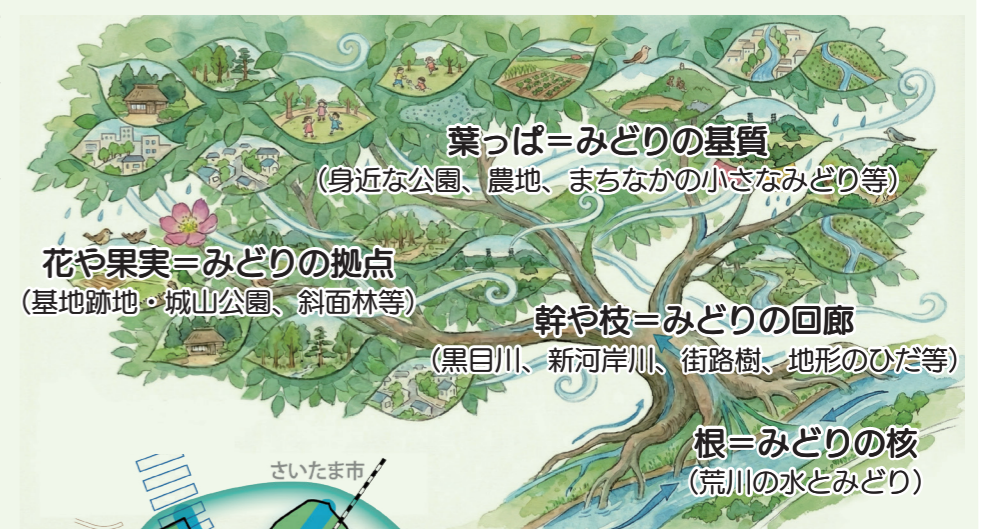 葉っぱ＝みどりの基質
（身近な公園、農地、まちなかの小さなみどり等）
花や果実＝みどりの拠点
（基地跡地・城山公園、斜面林等）
幹や枝＝みどりの回廊
（黒目川、新河岸川、街路樹、地形のひだ等）
根＝みどりの核
（荒川の水とみどり）
さいたま市